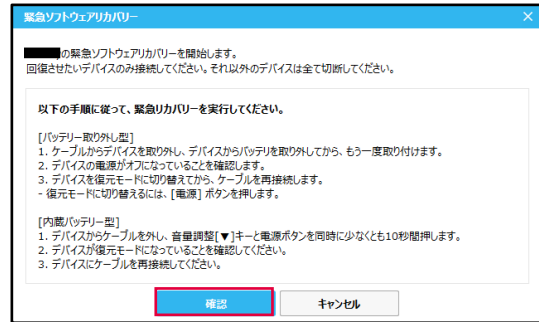 緊急ソフトウェアリカバリー
の緊急ソフトウェアリカバリーを開始します。
回復させたいデバイスのみ接続してください。それ以外のデバイスは全て切断してください。
以下の手順に従って、緊急リカバリーを実行してください。
[バッテリー取り外し型]
1. ケーブルからデバイスを取り外し、デバイスからバッテリを取り外してから、もう一度取り付けます。
2. デバイスの電源がオフになっていることを確認します。
3. デバイスを復元モードに切り替えてから、ケーブルを再接続します。
- 復元モードに切り替えるには、[電源] ボタンを押します。
[内蔵バッテリー型]
1. デバイスからケーブルを外し、音量調整[▼]キーと電源ボタンを同時に少なくとも10秒間押します。
2. デバイスが復元モードになっていることを確認してください。
3. デバイスにケーブルを再接続してください。
確認
キャンセル